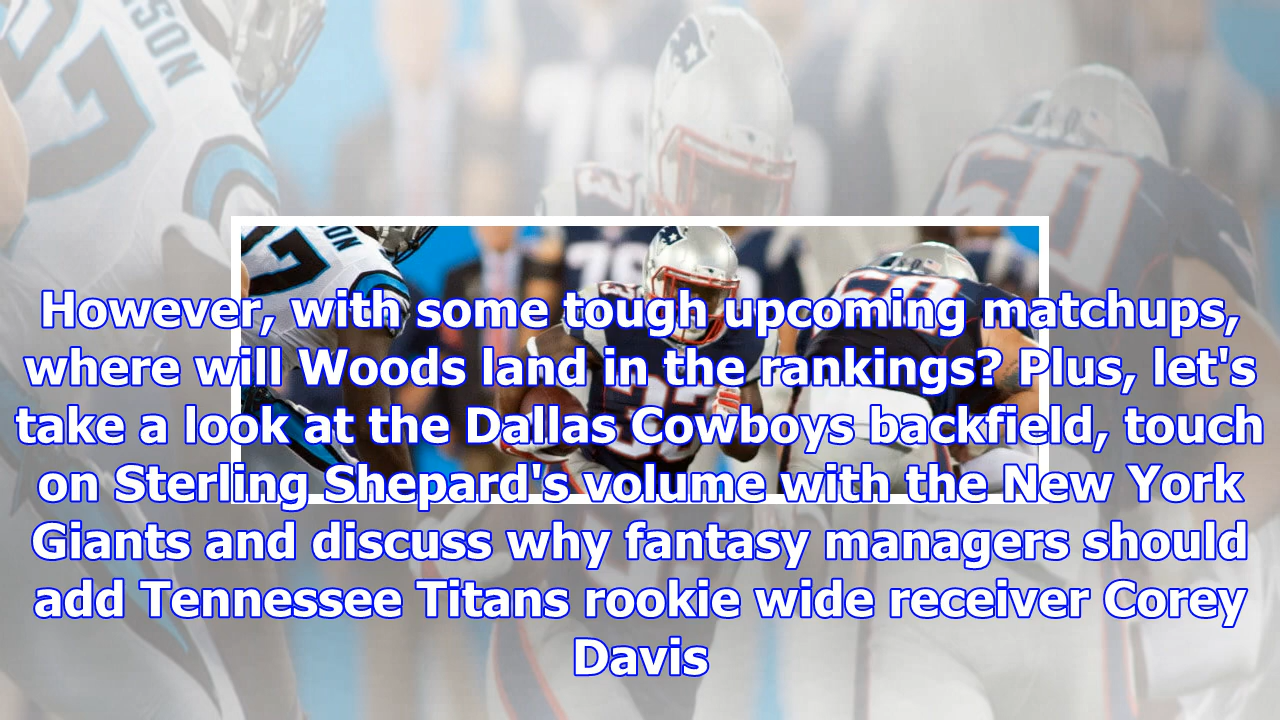 However, with some tough upcoming matchups,
where will Woods land in the rankings? Plus, let's
take a look at the Dallas Cowboys backfield, touch
on Sterling Shepard's volume with the New York
Giants and discuss why fantasy managers should
add Tennessee Titans rookie wide receiver Corey
Davis